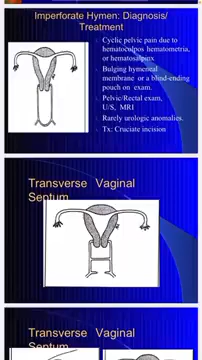 Imperforate Hymen: Diagnosis/
Treatment
Cyclic pelvic pain due to
hematocolpos hematometria,
or hematosalpinx.
Bulging hymeneal
membrane or a blind-ending
pouch on exam.
Pelvic/Rectal exam,
U/S, MRI
Rarely urologic anomalies.
Tx: Cruciate incision
Transverse Vaginal
Septum
Transverse Vaginal
Septum